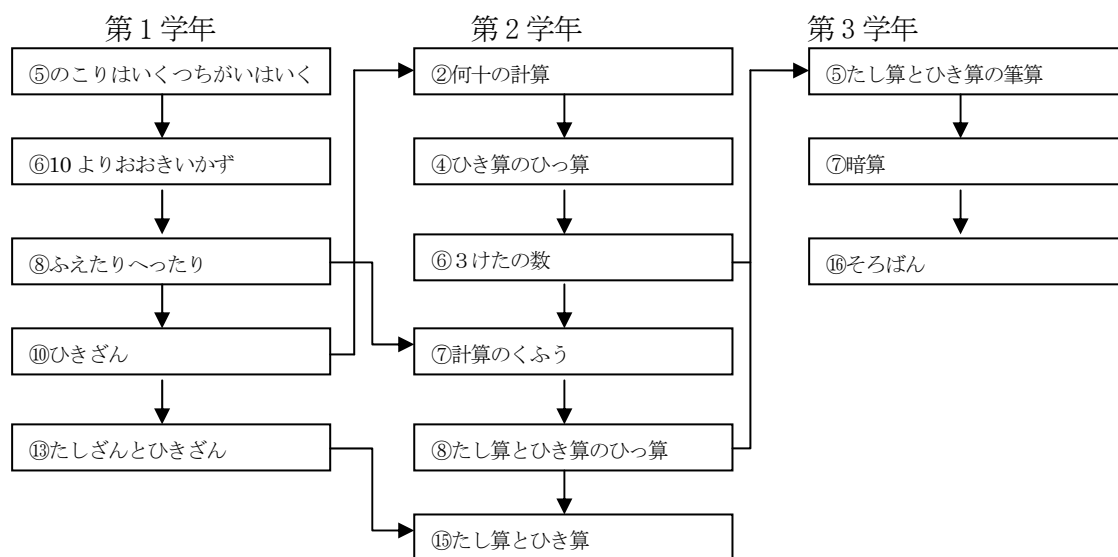 第１学年
⑤のこりはいくつちがいはいく
⑥10 よりおおきいかず
⑧ふえたりへったり
⑩ひきざん
⑬たしざんとひきざん
第２学年
②何十の計算
④ひき算のひっ算
⑥３けたの数
⑦計算のくふう
⑧たし算とひき算のひっ算
⑮たし算とひき算
第３学年
⑤たし算とひき算の筆算
⑦暗算
⑯そろばん